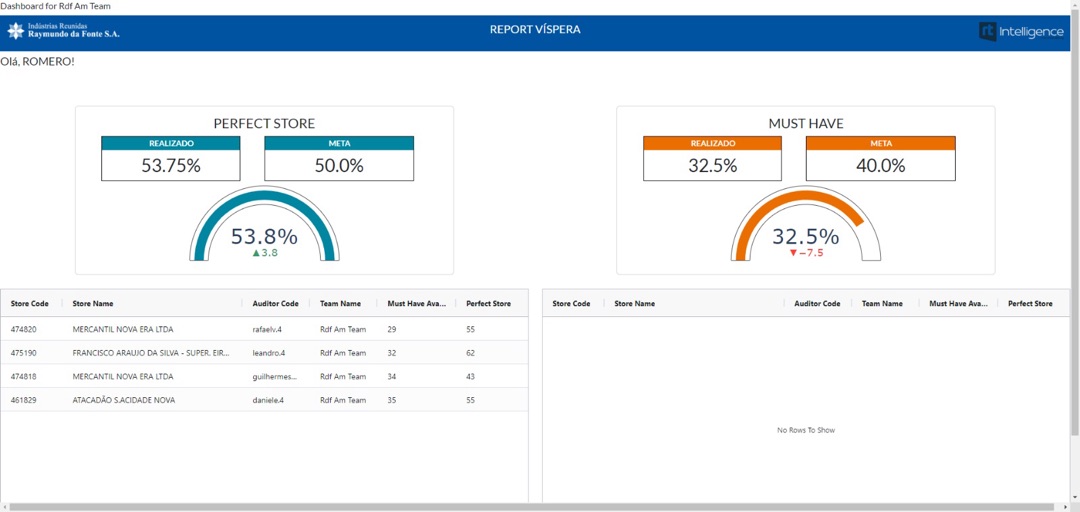 Dashboard for Rdf Am Team
Indústrias Reunidas
Raymundo da Fonte S.A.
REPORT VÍSPERA
rt Intelligence
Olá, ROMERO!
PERFECT STORE
REALIZADO META
53.75% 50.0%
53.8%
▲3.8
MUST HAVE
REALIZADO META
32.5% 40.0%
32.5%
▼−7.5
Store Code Store Name Auditor Code Team Name Must Have Ava... Perfect Store
474820 MERCANTIL NOVA ERA LTDA rafaelv.4 Rdf Am Team 29 55
475190 FRANCISCO ARAUJO DA SILVA - SUPER. EIR... leandro.4 Rdf Am Team 32 62
474818 MERCANTIL NOVA ERA LTDA guilhermes... Rdf Am Team 34 43
461829 ATACADÃO S.ACIDADE NOVA daniele.4 Rdf Am Team 35 55
Store Code Store Name Auditor Code Team Name Must Have Ava... Perfect Store
No Rows To Show